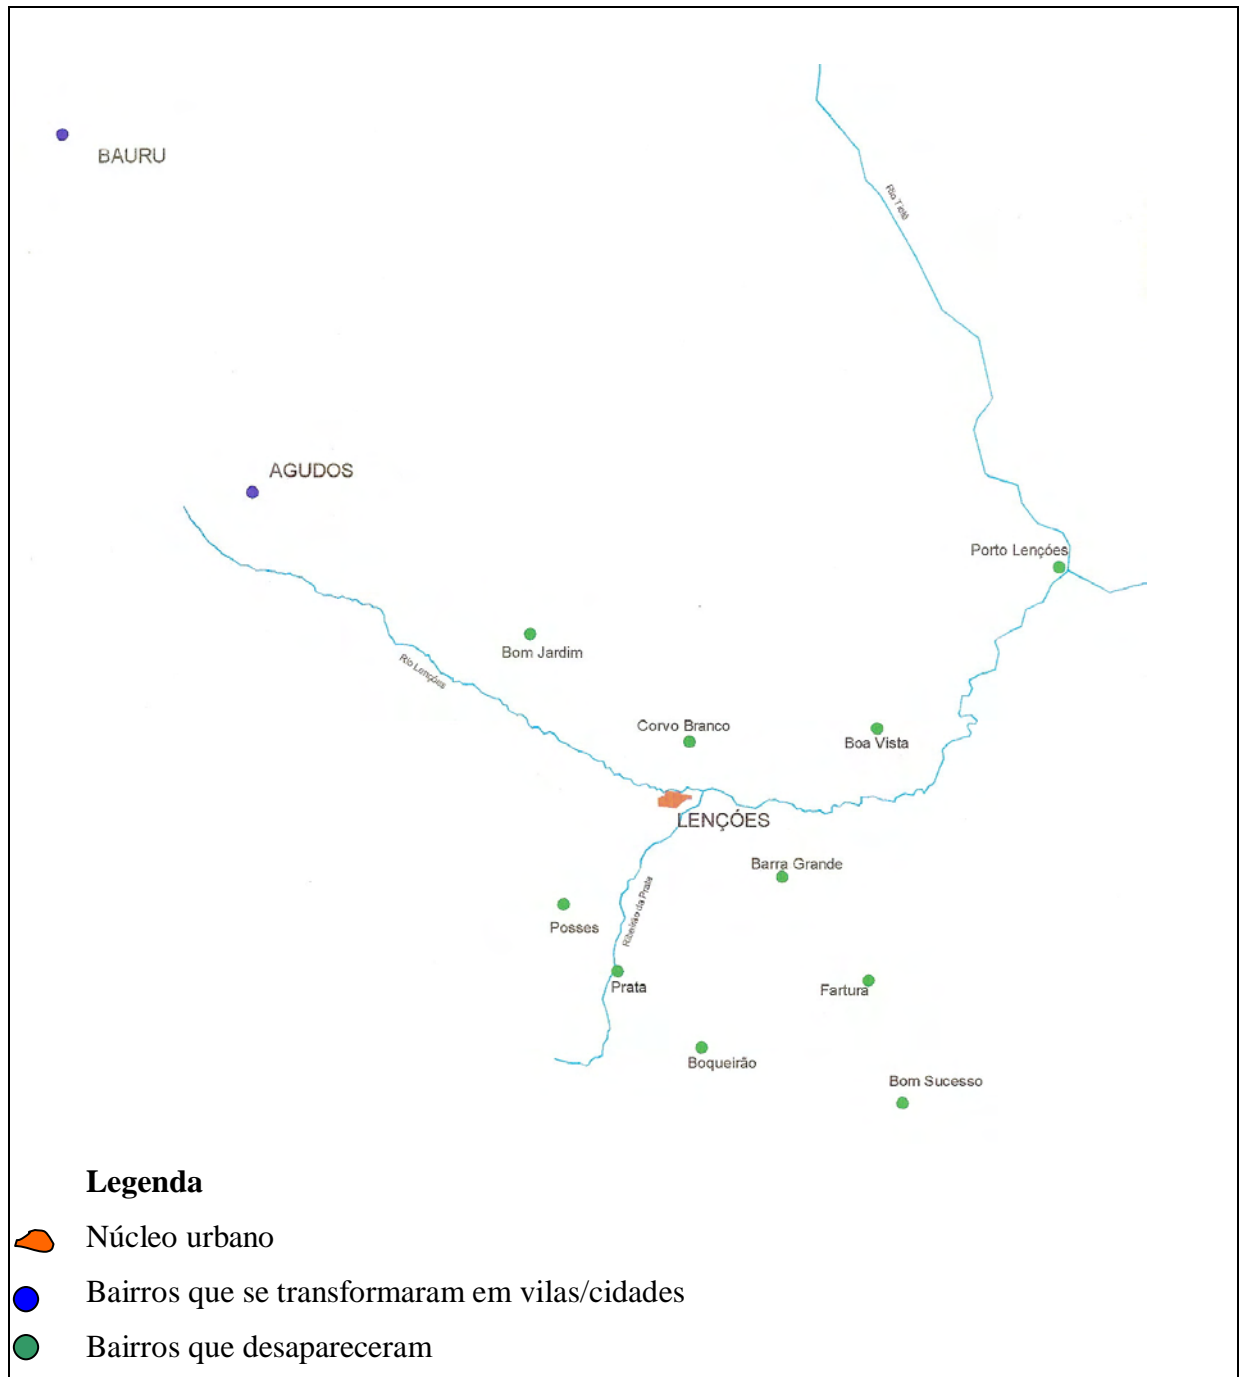 BAURU
Rio Tietê
AGUDOS
Porto Lençóes
Bom Jardim
Rio Lençóes
Corvo Branco
Boa Vista
LENÇÓES
Barra Grande
Ribeirão da Prata
Posses
Prata
Fartura
Boqueirão
Bom Sucesso
Legenda
Núcleo urbano
Bairros que se transformaram em vilas/cidades
Bairros que desapareceram